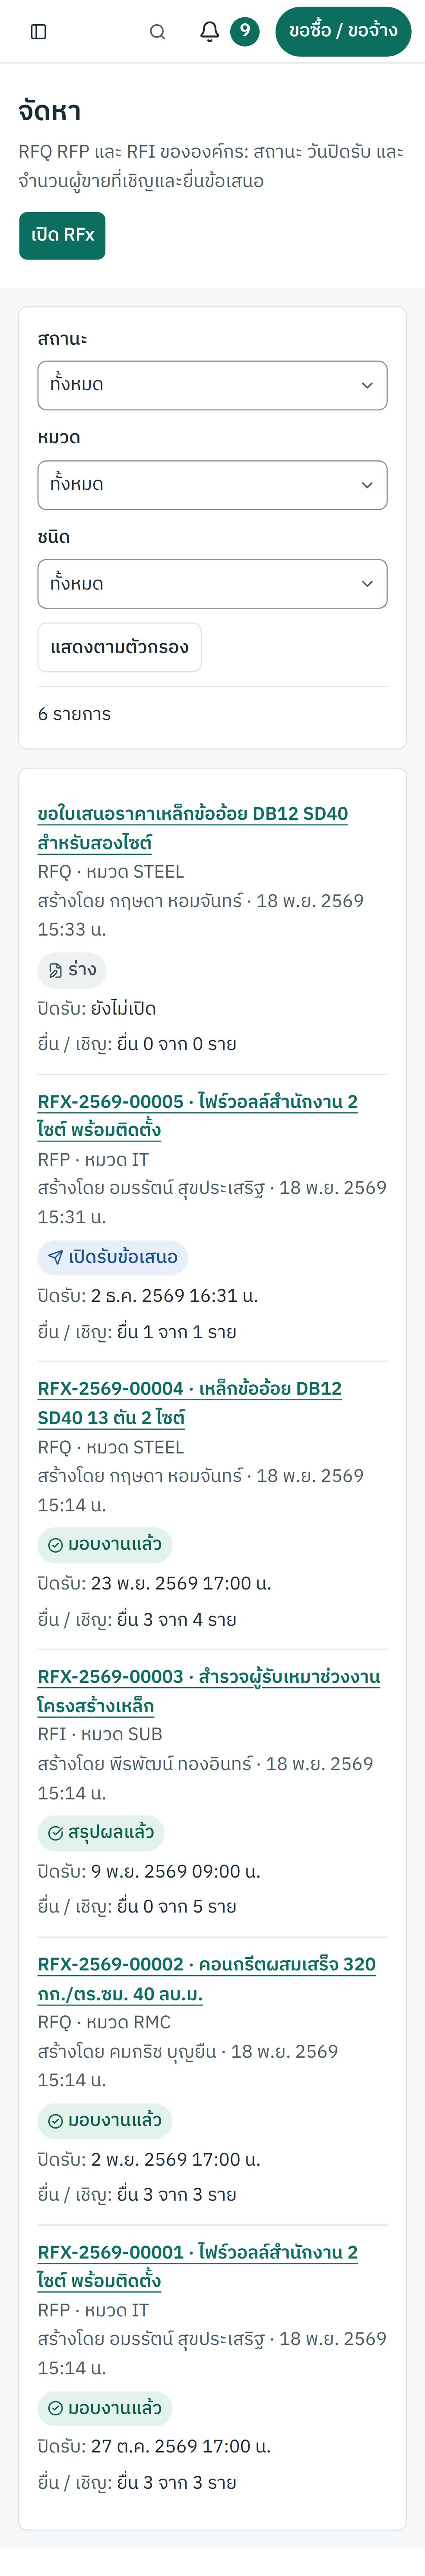 9
ขอซื้อ / ขอจ้าง
จัดหา
RFQ RFP และ RFI ขององค์กร: สถานะ วันปิดรับ และ
จำนวนผู้ขายที่เชิญและยื่นข้อเสนอ
เปิด RFx
สถานะ
ทั้งหมด
หมวด
ทั้งหมด
ชนิด
ทั้งหมด
แสดงตามตัวกรอง
6 รายการ
ขอใบเสนอราคาเหล็กข้ออ้อย DB12 SD40
สำหรับสองไซต์
RFQ · หมวด STEEL
สร้างโดย กฤษดา หอมจันทร์ · 18 พ.ย. 2569
15:33 น.
ร่าง
ปิดรับ: ยังไม่เปิด
ยื่น / เชิญ: ยื่น 0 จาก 0 ราย
RFX-2569-00005 · ไฟร์วอลล์สำนักงาน 2
ไซต์ พร้อมติดตั้ง
RFP · หมวด IT
สร้างโดย อมรรัตน์ สุขประเสริฐ · 18 พ.ย. 2569
15:31 น.
เปิดรับข้อเสนอ
ปิดรับ: 2 ธ.ค. 2569 16:31 น.
ยื่น / เชิญ: ยื่น 1 จาก 1 ราย
RFX-2569-00004 · เหล็กข้ออ้อย DB12
SD40 13 ตัน 2 ไซต์
RFQ · หมวด STEEL
สร้างโดย กฤษดา หอมจันทร์ · 18 พ.ย. 2569
15:14 น.
มอบงานแล้ว
ปิดรับ: 23 พ.ย. 2569 17:00 น.
ยื่น / เชิญ: ยื่น 3 จาก 4 ราย
RFX-2569-00003 · สำรวจผู้รับเหมาช่วงงาน
โครงสร้างเหล็ก
RFI · หมวด SUB
สร้างโดย พีรพัฒน์ ทองอินทร์ · 18 พ.ย. 2569
15:14 น.
สรุปผลแล้ว
ปิดรับ: 9 พ.ย. 2569 09:00 น.
ยื่น / เชิญ: ยื่น 0 จาก 5 ราย
RFX-2569-00002 · คอนกรีตผสมเสร็จ 320
กก./ตร.ซม. 40 ลบ.ม.
RFQ · หมวด RMC
สร้างโดย คมกริช บุญยืน · 18 พ.ย. 2569
15:14 น.
มอบงานแล้ว
ปิดรับ: 2 พ.ย. 2569 17:00 น.
ยื่น / เชิญ: ยื่น 3 จาก 3 ราย
RFX-2569-00001 · ไฟร์วอลล์สำนักงาน 2
ไซต์ พร้อมติดตั้ง
RFP · หมวด IT
สร้างโดย อมรรัตน์ สุขประเสริฐ · 18 พ.ย. 2569
15:14 น.
มอบงานแล้ว
ปิดรับ: 27 ต.ค. 2569 17:00 น.
ยื่น / เชิญ: ยื่น 3 จาก 3 ราย